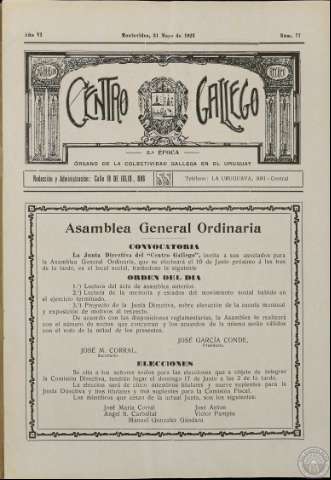 Año VI
Montevideo, 31 Mayo de 1923
Núm. 77
CENTRO GALLEGO
2.ª EPOCA
ÓRGANO DE LA COLECTIVIDAD GALLEGA EN EL URUGUAY
Redacción y Administración: Calle 18 DE JULIO,
Teléfono: LA URUGUAYA, Central
Asamblea General Ordinaria
CONVOCATORIA
La Junta Directiva del "Centro Gallego", invita a sus asociados para
la Asamblea General Ordinaria, que se efectuará el 10 de Junio próximo a las tres
de la tarde, en el local social, tratándose la siguiente
ORDEN DEL DIA
1.º) Lectura del acta de asamblea anterior.
2.º) Lectura de la memoria y estados del movimiento social habido en
el ejercicio terminado.
3.º) Proyecto de la Junta Directiva, sobre elevación de la cuota mensual
y exposición de motivos al respecto.
De acuerdo con las disposiciones reglamentarias, la Asamblea se realizará
con el número de socios que concurran y los acuerdos de la misma serán válidos
con el voto de la mitad de los presentes.
JOSÉ GARCÍA CONDE,
Presidente.
JOSÉ M. CORRAL,
Secretario.
ELECCIONES
Se cita a los señores socios para las elecciones que a objeto de integrar
la Comisión Directiva, tendrán lugar el domingo 17 de Junio a las 2 de la tarde.
La elección será de cinco miembros titulares y nueve suplentes para la
Junta Directiva y tres titulares y tres suplentes para la Comisión Fiscal.
Los miembros que cesan de la actual Junta, son los siguientes:
José María Corral
José Antón
Angel S. Carballal
Víctor Pampín
Manuel González Gándara